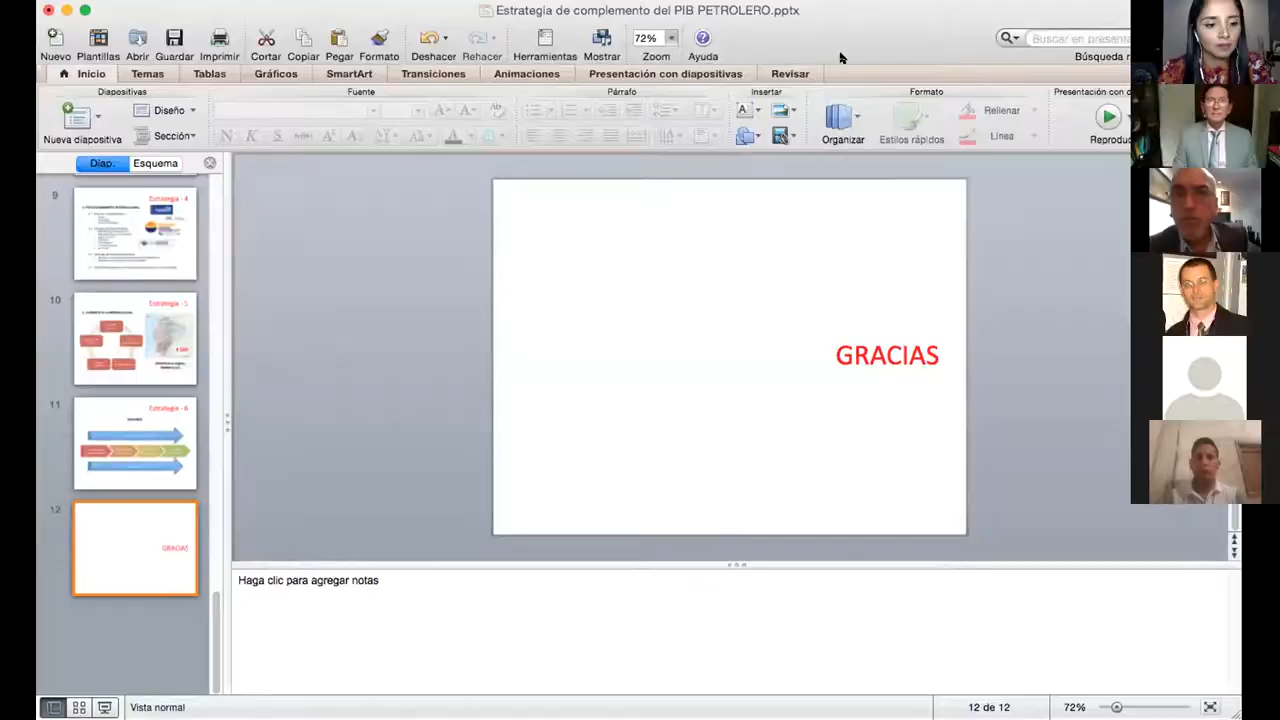 Estrategia de complemento del PIB PETROLERO.pptx
Nuevo Plantillas Abrir Guardar Imprimir Cortar Copiar Pegar Formato Deshacer Rehacer Herramientas Mostrar 72% Zoom Ayuda Buscar en present
Búsqueda r
Inicio Temas Tablas Gráficos SmartArt Transiciones Animaciones Presentación con diapositivas Revisar
Diapositivas Fuente Párrafo Insertar Formato Presentación con d
Nueva diapositiva Diseño Sección Organizar Estilos rápidos Rellenar Línea Reprodu
Diap. Esquema
9
Estrategia - 4
10
Estrategia - 5
11
Estrategia - 6
12
GRACIAS
GRACIAS
Haga clic para agregar notas
Vista normal 12 de 12 72%